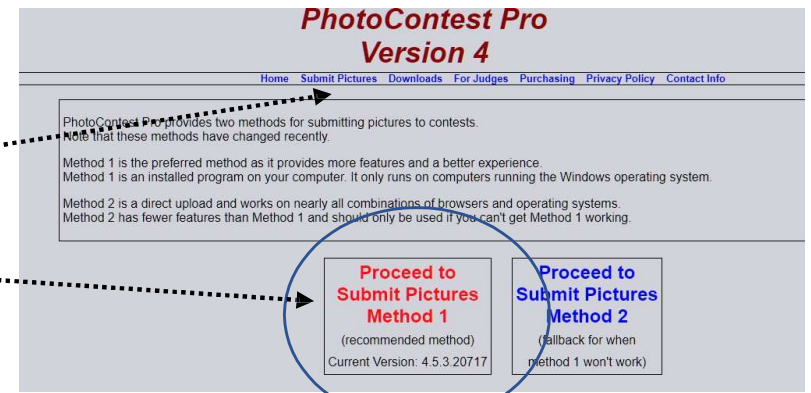 PhotoContest Pro
Version 4
Home Submit Pictures Downloads For Judges Purchasing Privacy Policy Contact Info
PhotoContest Pro provides two methods for submitting pictures to contests.
Note that these methods have changed recently.
Method 1 is the preferred method as it provides more features and a better experience.
Method 1 is an installed program on your computer. It only runs on computers running the Windows operating system.
Method 2 is a direct upload and works on nearly all combinations of browsers and operating systems.
Method 2 has fewer features than Method 1 and should only be used if you can't get Method 1 working.
Proceed to
Submit Pictures
Method 1
(recommended method)
Current Version: 4.5.3.20717
Proceed to
Submit Pictures
Method 2
(fallback for when
method 1 won't work)